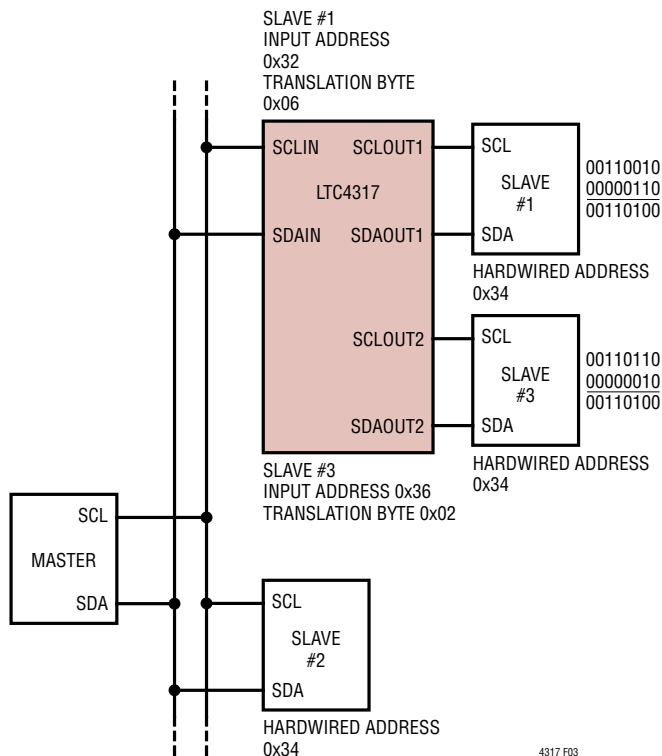 SLAVE #1
INPUT ADDRESS
0x32
TRANSLATION BYTE
0x06
SCLIN
SCLOUT1
LTC4317
SDAIN
SDAOUT1
SCLOUT2
SDAOUT2
SCL
SLAVE
#1
SDA
00110010
00000110
00110100
HARDWIRED ADDRESS
0x34
SCL
SLAVE
#3
SDA
00110110
00000010
00110100
HARDWIRED ADDRESS
0x34
SLAVE #3
INPUT ADDRESS 0x36
TRANSLATION BYTE 0x02
SCL
MASTER
SDA
SCL
SLAVE
#2
SDA
HARDWIRED ADDRESS
0x34
4317 F03